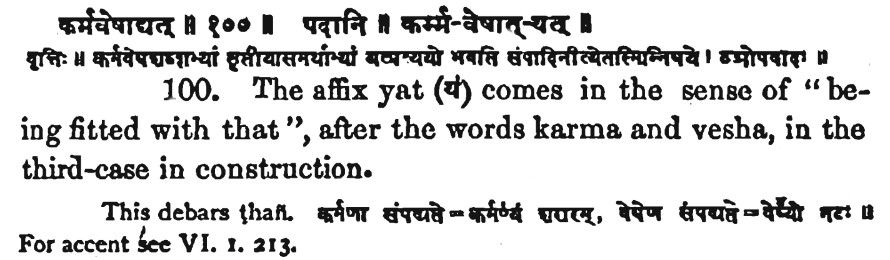 कर्मवेषाद्यत् ॥ १०० ॥ पदानि ॥ कर्म्म-वेषात्-यत् ॥
वृत्तिः ॥ कर्मवेषशब्दाभ्यां तृतीयासमर्थाभ्यां यत्प्रत्ययो भवति संपादिनीत्येतस्मिन्विषये । ठञोपवादः ॥
100. The affix yat (यं) comes in the sense of "be-
ing fitted with that", after the words karma and vesha, in the
third-case in construction.
This debars ṭhañ. कर्मणा संपद्यते = कर्मण्यं शरीरम्, वेषेण संपद्यते = वेष्यो नटः ॥
For accent see VI. 1. 213.